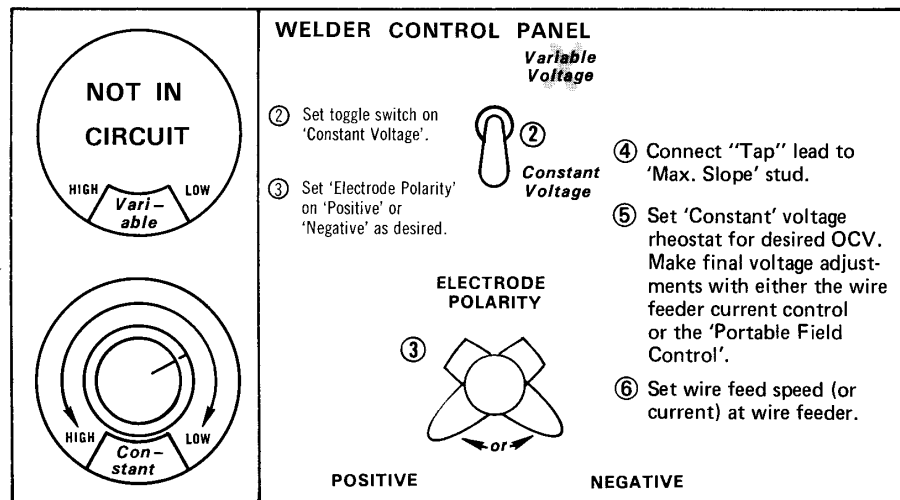 NOT IN
CIRCUIT
HIGH
LOW
Vari–
able
HIGH
LOW
Con–
stant
WELDER CONTROL PANEL
Variable
Voltage
② Set toggle switch on
'Constant Voltage'.
②
Constant
Voltage
③ Set 'Electrode Polarity'
on 'Positive' or
'Negative' as desired.
ELECTRODE
POLARITY
③
or
POSITIVE
NEGATIVE
④ Connect "Tap" lead to
'Max. Slope' stud.
⑤ Set 'Constant' voltage
rheostat for desired OCV.
Make final voltage adjust-
ments with either the wire
feeder current control
or the 'Portable Field
Control'.
⑥ Set wire feed speed (or
current) at wire feeder.